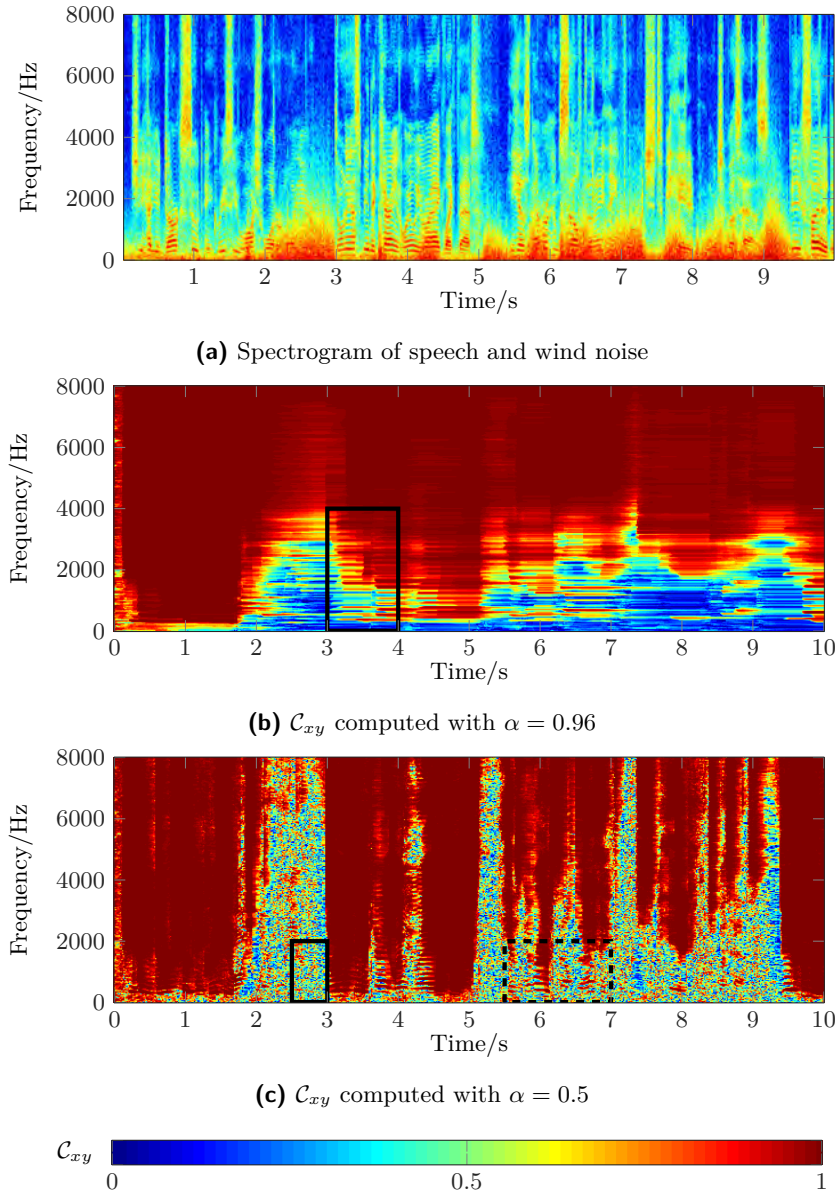 8000
6000
4000
2000
0
Frequency/Hz
1 2 3 4 5 6 7 8 9
Time/s
(a) Spectrogram of speech and wind noise
8000
6000
4000
2000
0
Frequency/Hz
0 1 2 3 4 5 6 7 8 9 10
Time/s
(b) 𝒞xy computed with α = 0.96
8000
6000
4000
2000
0
Frequency/Hz
0 1 2 3 4 5 6 7 8 9 10
Time/s
(c) 𝒞xy computed with α = 0.5
𝒞xy
0 0.5 1